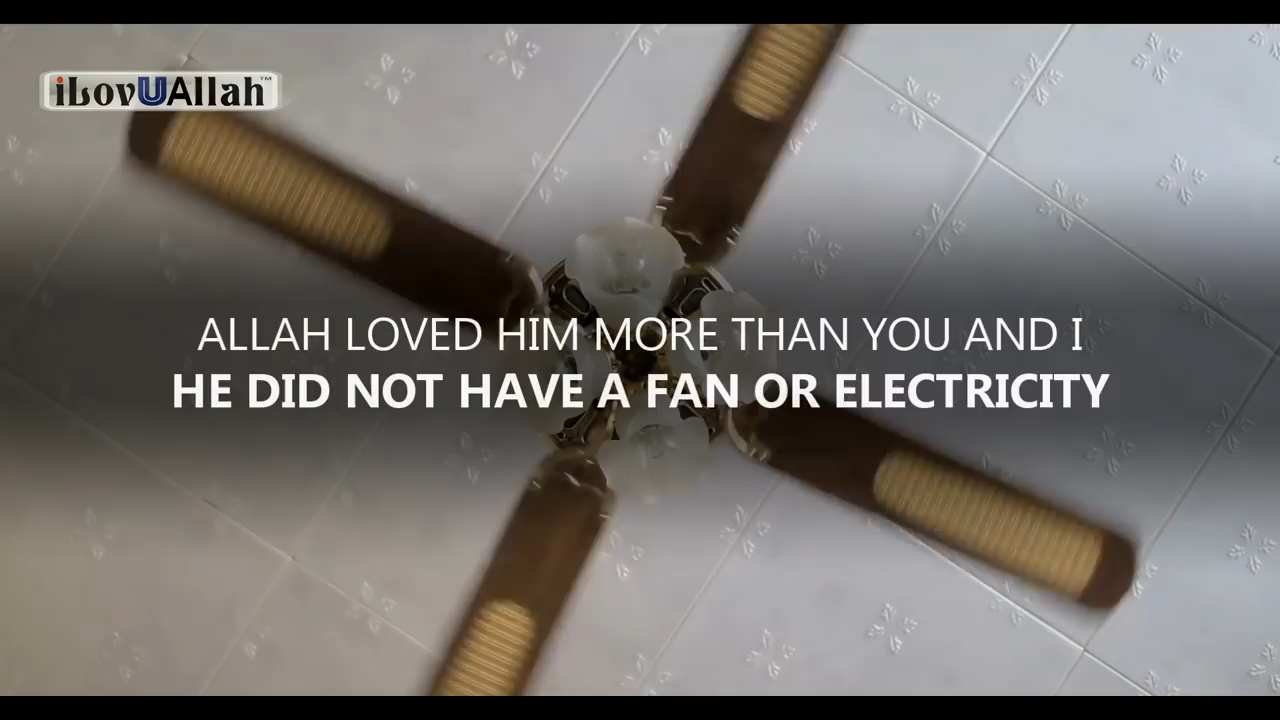 iLovUAllah™
ALLAH LOVED HIM MORE THAN YOU AND I
HE DID NOT HAVE A FAN OR ELECTRICITY